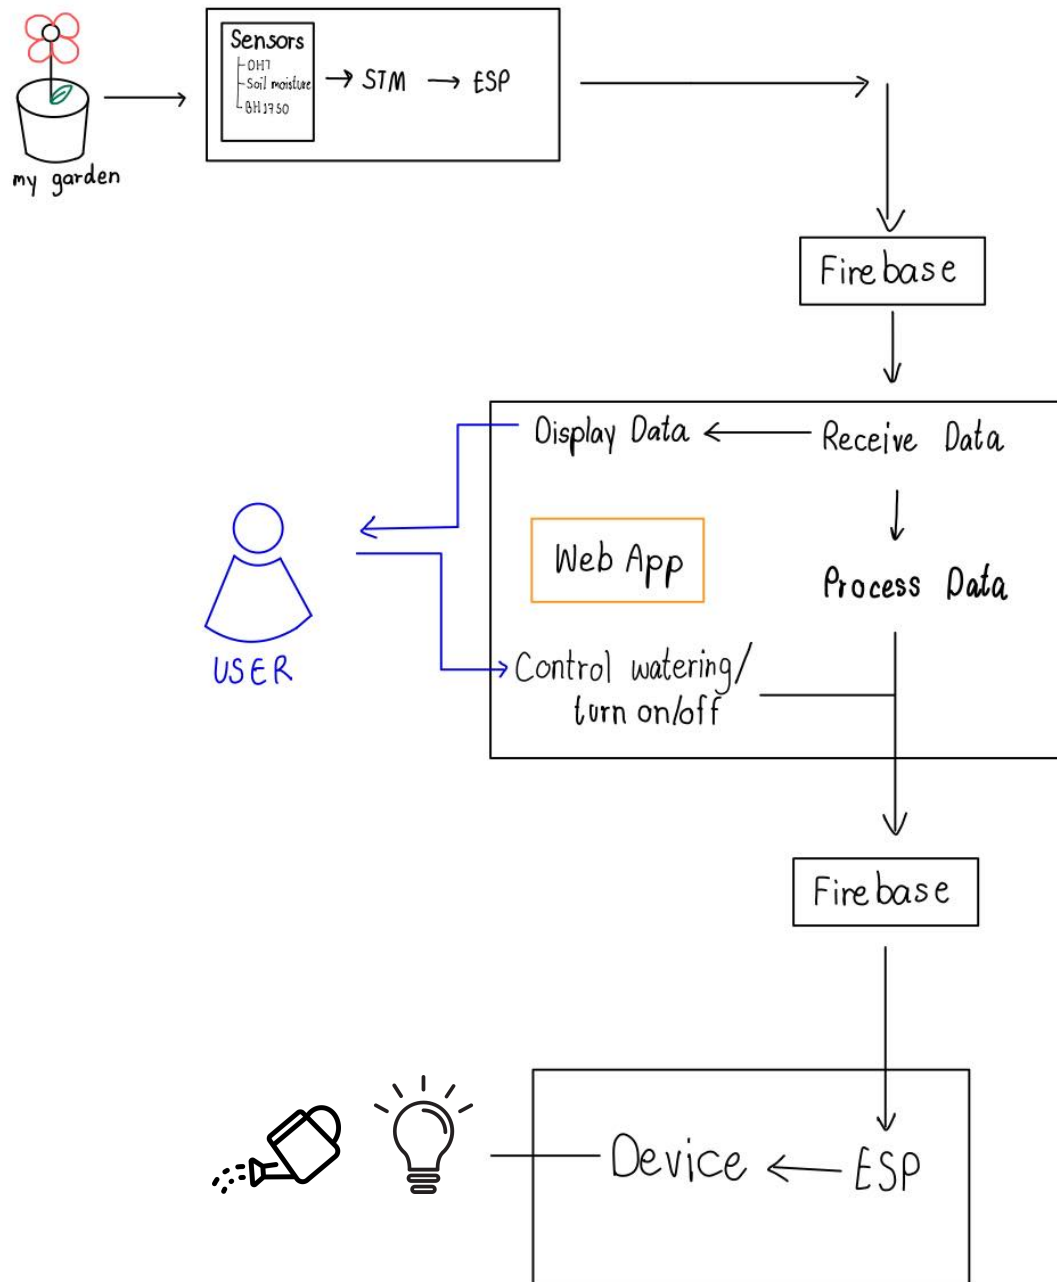 Sensors
DHT
Soil moisture
BH1750
STM
ESP
my garden
Firebase
Display Data
Receive Data
Web App
Process Data
USER
Control watering/
turn on/off
Firebase
Device
ESP